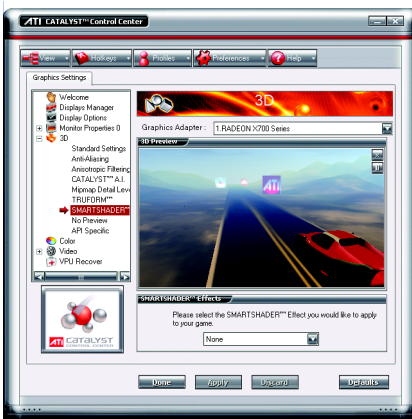 ATI CATALYST™ Control Center
View
Hotkeys
Profiles
Preferences
Help
Graphics Settings
Welcome
Displays Manager
Display Options
Monitor Properties 0
3D
Standard Settings
Anti-Aliasing
Anisotropic Filtering
CATALYST™ A.I.
Mipmap Detail Leve
TRUFORM™
SMARTSHADER™
No Preview
API Specific
Color
Video
VPU Recover
3D
Graphics Adapter :
1.RADEON X700 Series
3D Preview
ATI
SMARTSHADER™ Effects
Please select the SMARTSHADER™ Effect you would like to apply
to your game.
None
ATI CATALYST
CONTROL CENTER
Done
Apply
Discard
Defaults